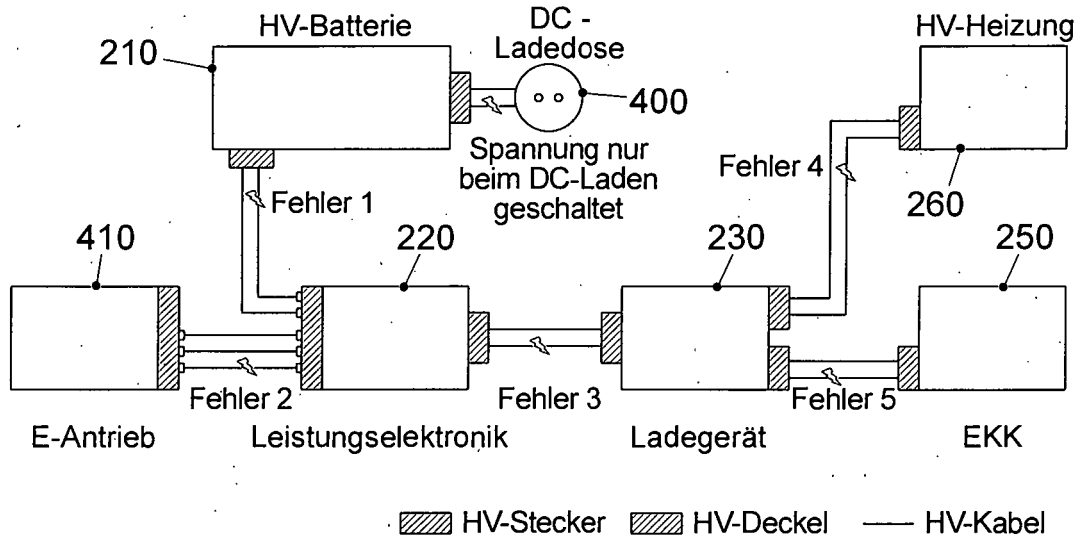 HV-Batterie
DC -
Ladedose
HV-Heizung
210
400
Spannung nur
beim DC-Laden
geschaltet
Fehler 4
260
Fehler 1
410
220
230
250
Fehler 2
Fehler 3
Fehler 5
E-Antrieb
Leistungselektronik
Ladegerät
EKK
HV-Stecker
HV-Deckel
HV-Kabel